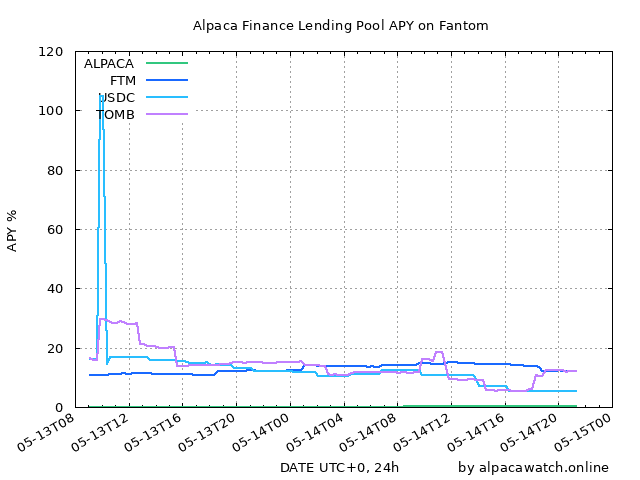 Alpaca Finance Lending Pool APY on Fantom
120
100
80
60
40
20
0
APY %
ALPACA
FTM
USDC
TOMB
05-13T08
05-13T12
05-13T16
05-13T20
05-14T00
05-14T04
05-14T08
05-14T12
05-14T16
05-14T20
05-15T00
DATE UTC+0, 24h
by alpacawatch.online